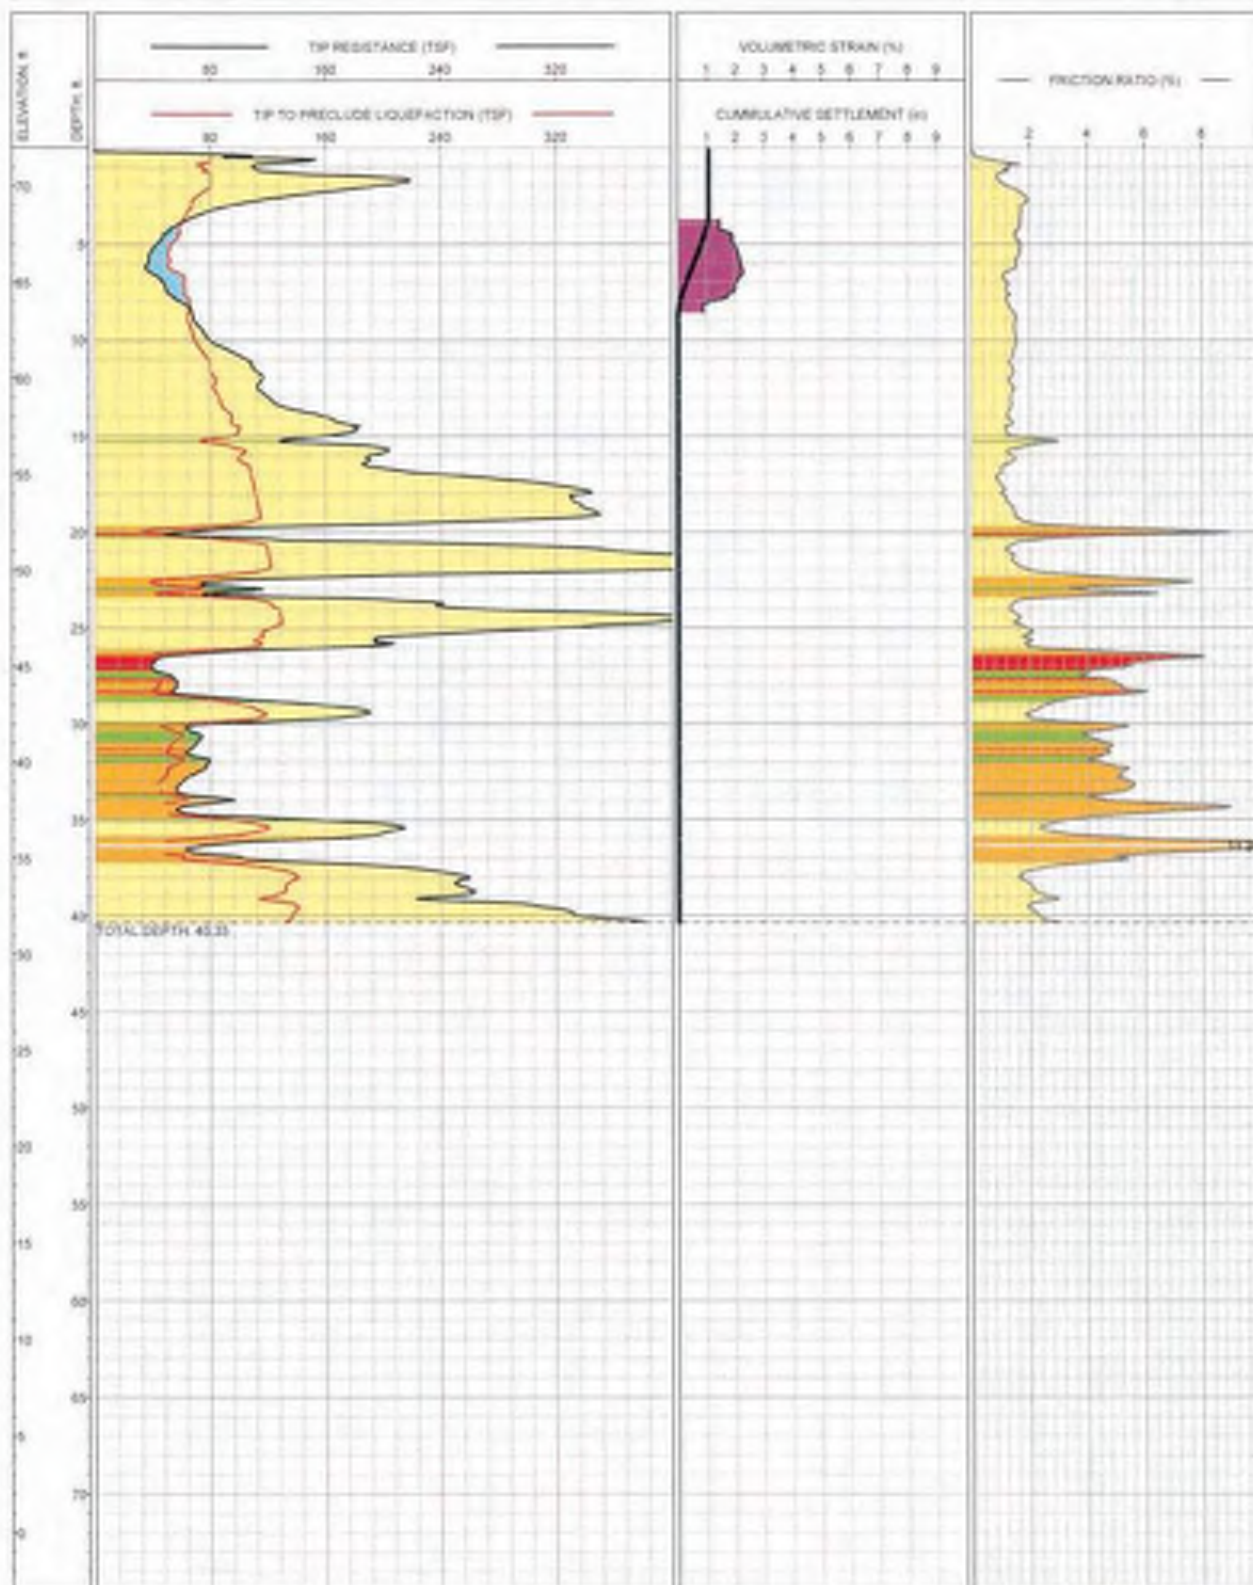 ELEVATION, ft
DEPTH, ft
TIP RESISTANCE (TSF)
80 160 240 320
TIP TO PRECLUDE LIQUEFACTION (TSF)
80 160 240 320
VOLUMETRIC STRAIN (%)
1 2 3 4 5 6 7 8 9
CUMMULATIVE SETTLEMENT (in)
1 2 3 4 5 6 7 8 9
FRICTION RATIO (%)
2 4 6 8
70
5
65
10
60
15
55
20
50
25
45
30
40
35
35
40
TOTAL DEPTH: 40.35
30
45
25
50
20
55
15
60
10
65
5
70
0